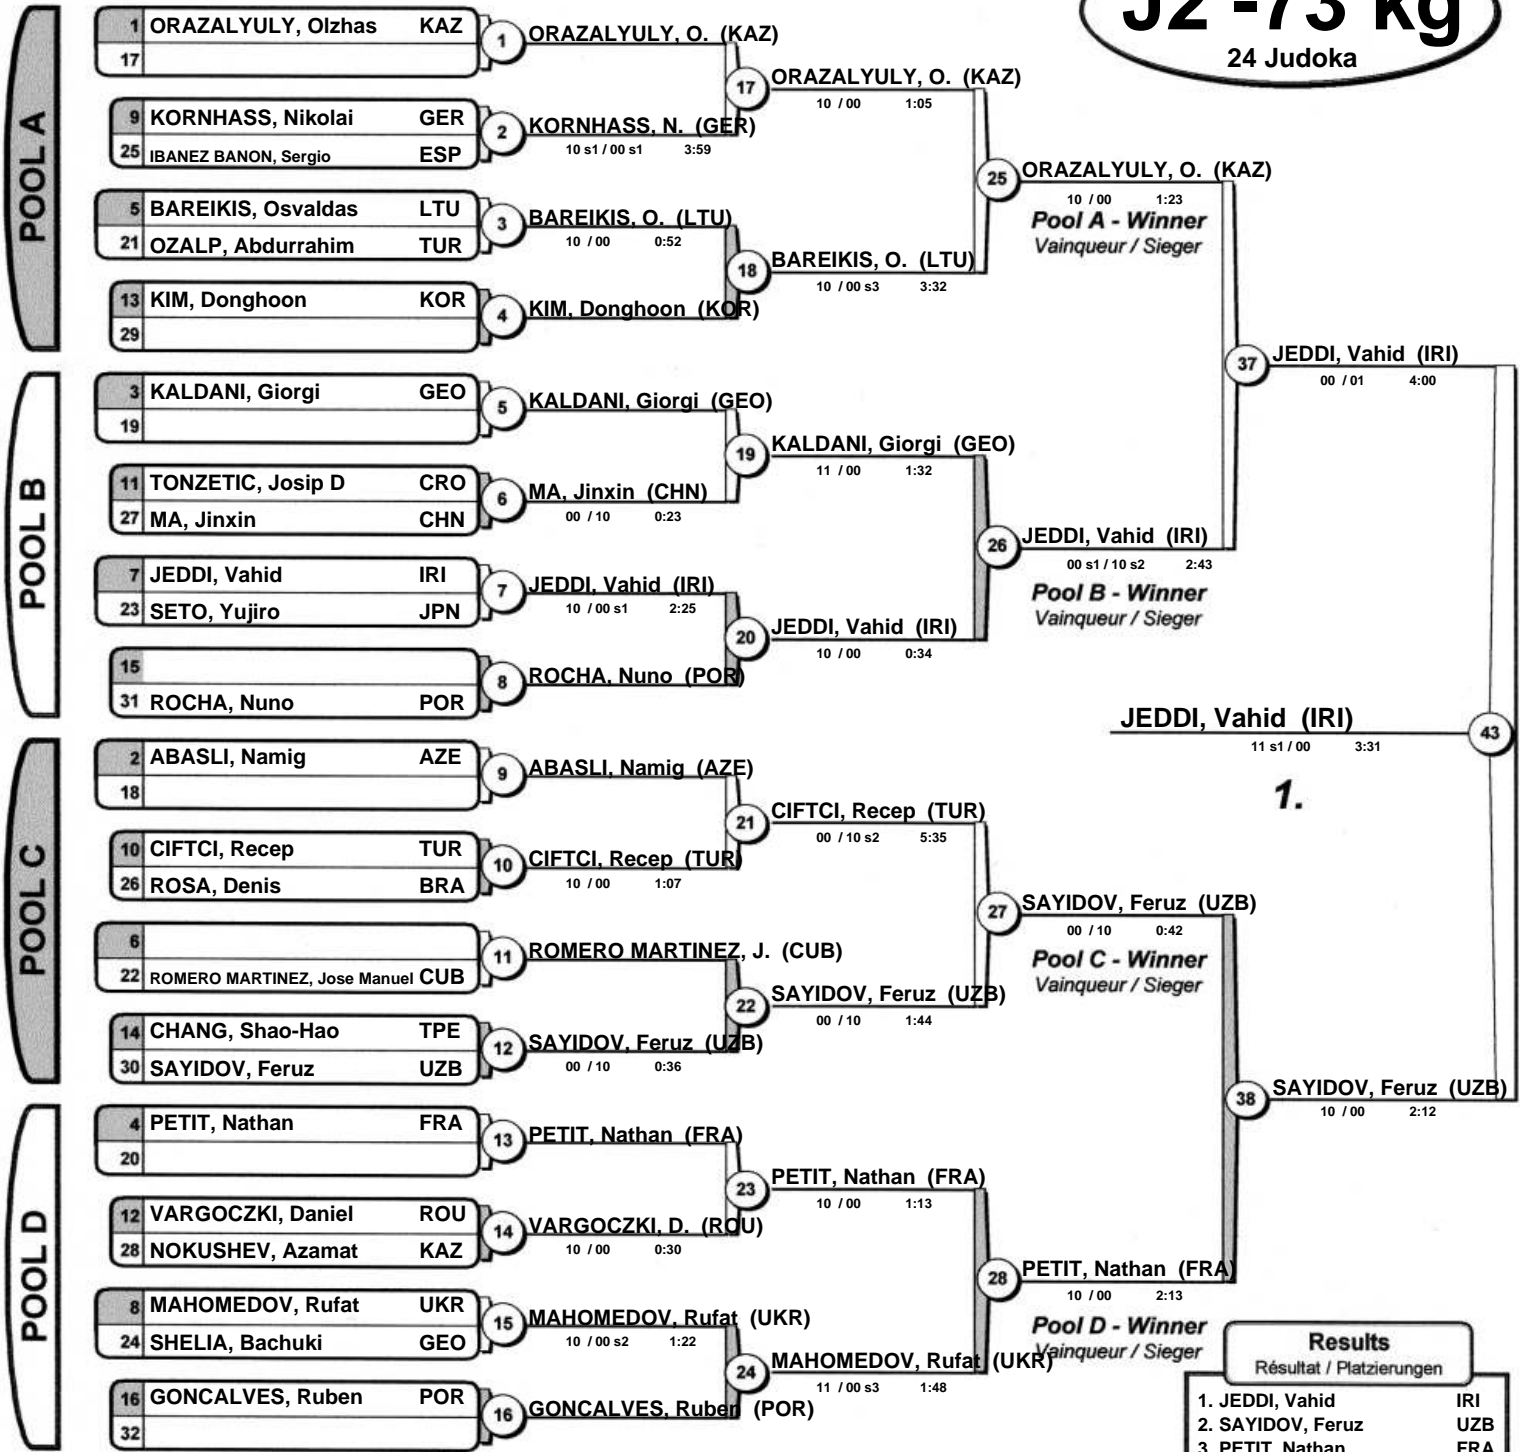 J2 -73 kg
24 Judoka
POOL A
1 ORAZALYULY, Olzhas KAZ
17
1 ORAZALYULY, O. (KAZ)
9 KORNHASS, Nikolai GER
25 IBANEZ BANON, Sergio ESP
2 KORNHASS, N. (GER)
10 s1 / 00 s1 3:59
17 ORAZALYULY, O. (KAZ)
10 / 00 1:05
5 BAREIKIS, Osvaldas LTU
21 OZALP, Abdurrahim TUR
3 BAREIKIS, O. (LTU)
10 / 00 0:52
13 KIM, Donghoon KOR
29
4 KIM, Donghoon (KOR)
18 BAREIKIS, O. (LTU)
10 / 00 s3 3:32
25 ORAZALYULY, O. (KAZ)
10 / 00 1:23
Pool A - Winner
Vainqueur / Sieger
POOL B
3 KALDANI, Giorgi GEO
19
5 KALDANI, Giorgi (GEO)
11 TONZETIC, Josip D CRO
27 MA, Jinxin CHN
6 MA, Jinxin (CHN)
00 / 10 0:23
19 KALDANI, Giorgi (GEO)
11 / 00 1:32
7 JEDDI, Vahid IRI
23 SETO, Yujiro JPN
7 JEDDI, Vahid (IRI)
10 / 00 s1 2:25
15
31 ROCHA, Nuno POR
8 ROCHA, Nuno (POR)
20 JEDDI, Vahid (IRI)
10 / 00 0:34
26 JEDDI, Vahid (IRI)
00 s1 / 10 s2 2:43
Pool B - Winner
Vainqueur / Sieger
37 JEDDI, Vahid (IRI)
00 / 01 4:00
JEDDI, Vahid (IRI) 43
11 s1 / 00 3:31
1.
POOL C
2 ABASLI, Namig AZE
18
9 ABASLI, Namig (AZE)
10 CIFTCI, Recep TUR
26 ROSA, Denis BRA
10 CIFTCI, Recep (TUR)
10 / 00 1:07
21 CIFTCI, Recep (TUR)
00 / 10 s2 5:35
6
22 ROMERO MARTINEZ, Jose Manuel CUB
11 ROMERO MARTINEZ, J. (CUB)
14 CHANG, Shao-Hao TPE
30 SAYIDOV, Feruz UZB
12 SAYIDOV, Feruz (UZB)
00 / 10 0:36
22 SAYIDOV, Feruz (UZB)
00 / 10 1:44
27 SAYIDOV, Feruz (UZB)
00 / 10 0:42
Pool C - Winner
Vainqueur / Sieger
POOL D
4 PETIT, Nathan FRA
20
13 PETIT, Nathan (FRA)
12 VARGOCZKI, Daniel ROU
28 NOKUSHEV, Azamat KAZ
14 VARGOCZKI, D. (ROU)
10 / 00 0:30
23 PETIT, Nathan (FRA)
10 / 00 1:13
8 MAHOMEDOV, Rufat UKR
24 SHELIA, Bachuki GEO
15 MAHOMEDOV, Rufat (UKR)
10 / 00 s2 1:22
16 GONCALVES, Ruben POR
32
16 GONCALVES, Ruben (POR)
24 MAHOMEDOV, Rufat (UKR)
11 / 00 s3 1:48
28 PETIT, Nathan (FRA)
10 / 00 2:13
Pool D - Winner
Vainqueur / Sieger
38 SAYIDOV, Feruz (UZB)
10 / 00 2:12
Results
Résultat / Platzierungen
1. JEDDI, Vahid IRI
2. SAYIDOV, Feruz UZB
3. PETIT, Nathan FRA